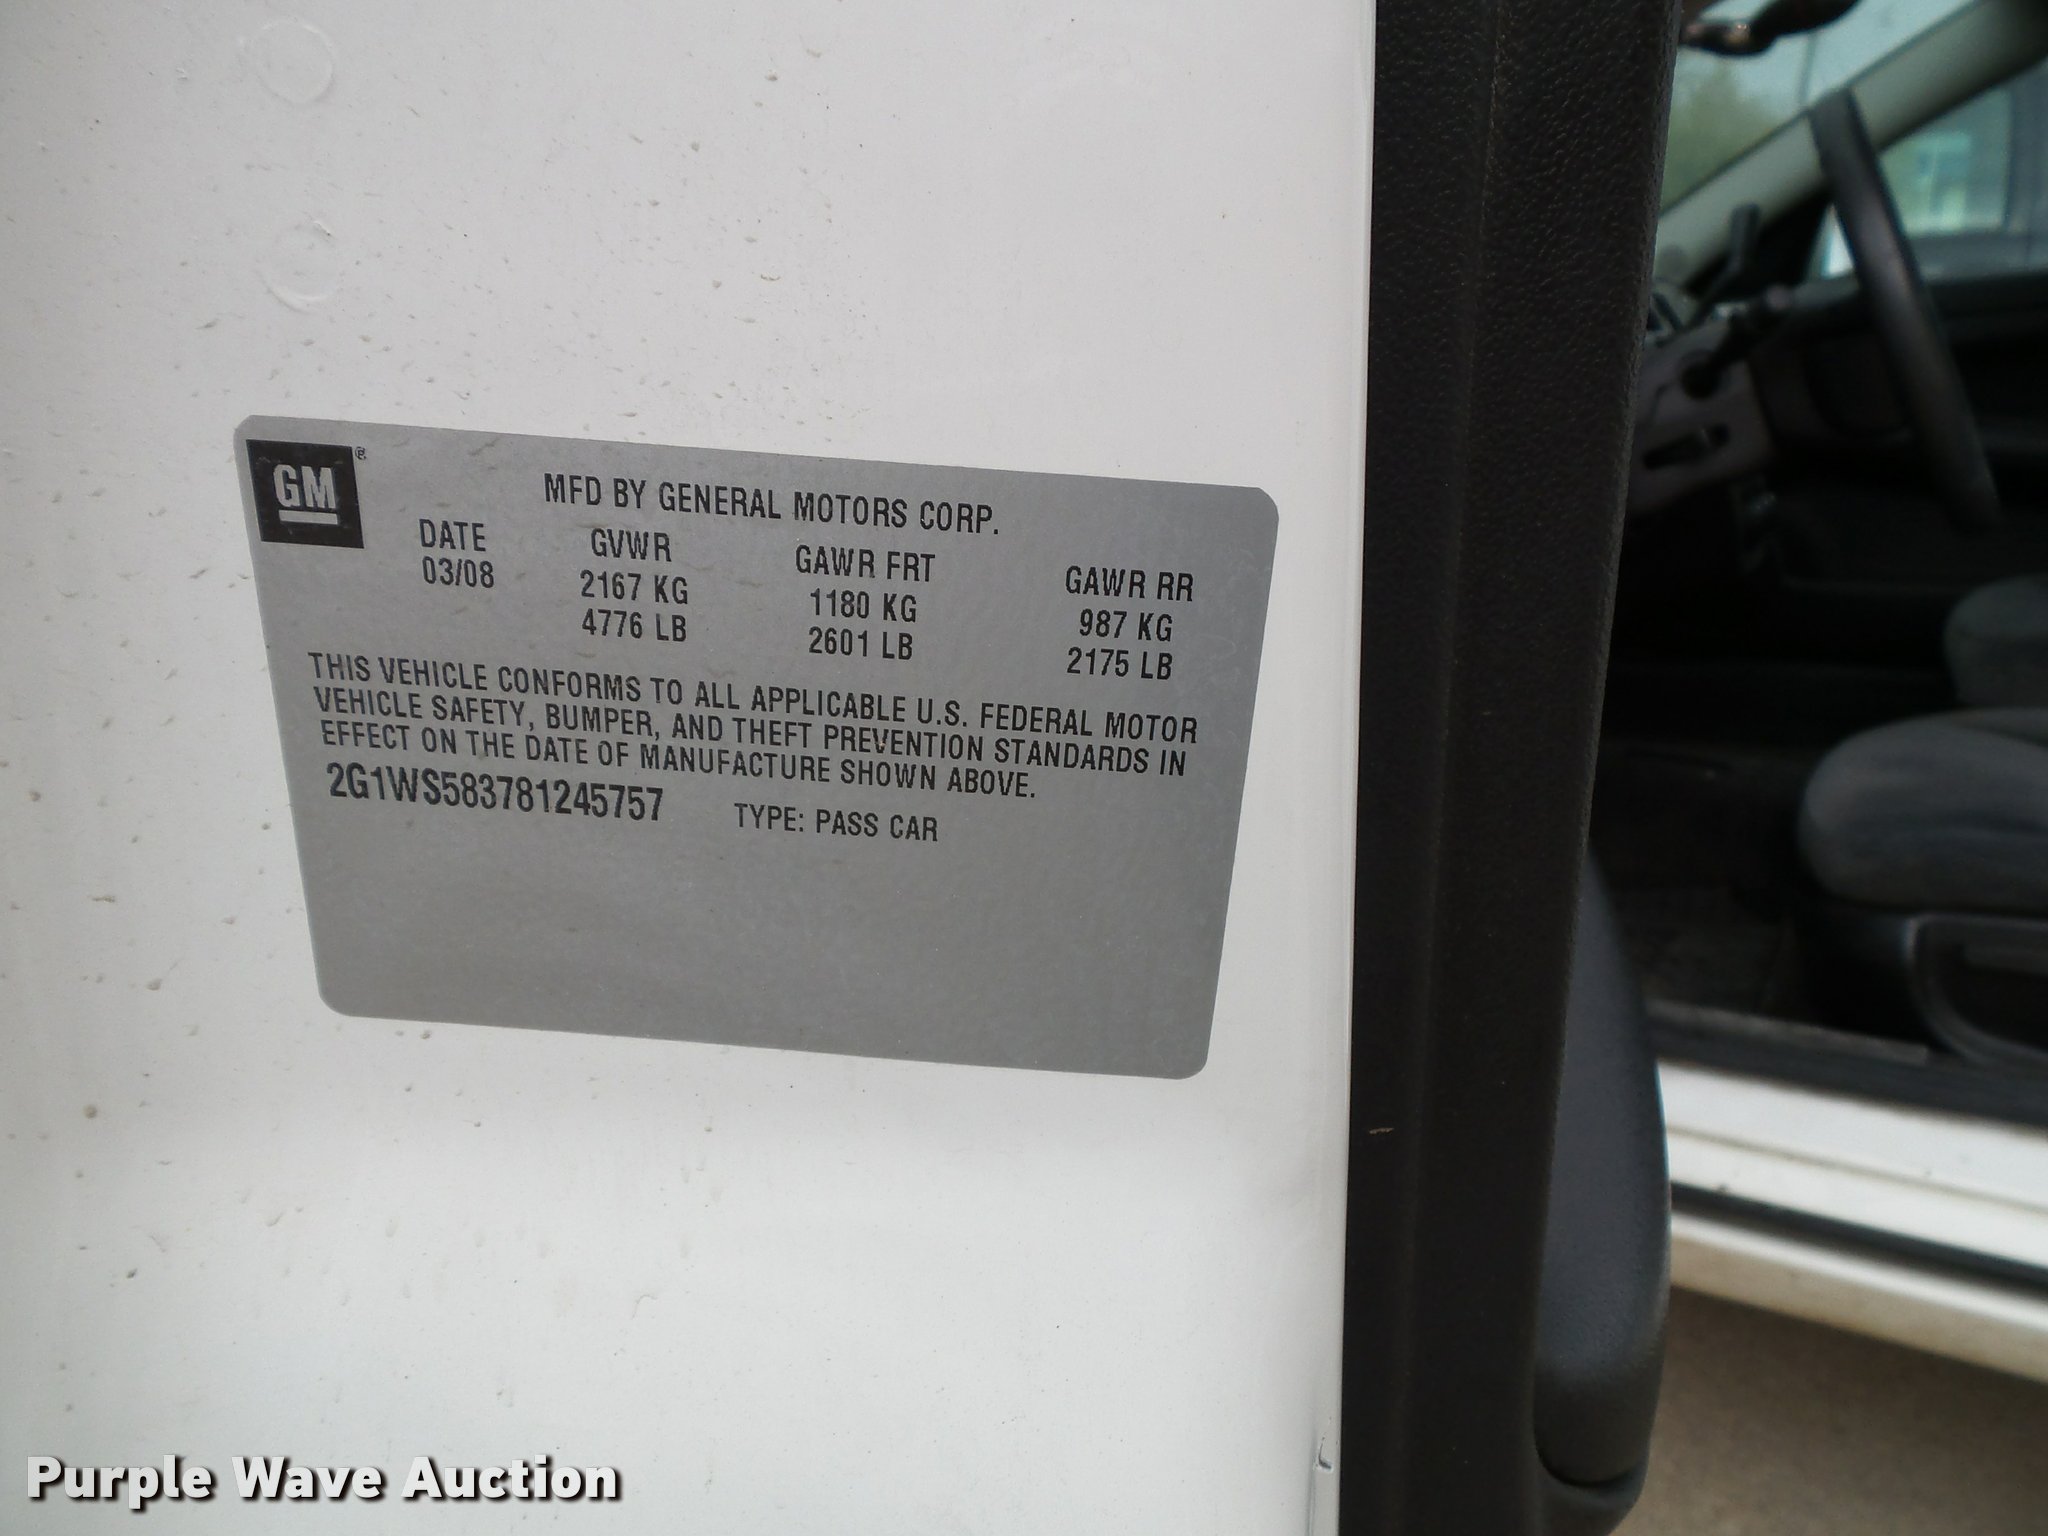 GM®
MFD BY GENERAL MOTORS CORP.
DATE GVWR GAWR FRT GAWR RR
03/08 2167 KG 1180 KG 987 KG
4776 LB 2601 LB 2175 LB
THIS VEHICLE CONFORMS TO ALL APPLICABLE U.S. FEDERAL MOTOR
VEHICLE SAFETY, BUMPER, AND THEFT PREVENTION STANDARDS IN
EFFECT ON THE DATE OF MANUFACTURE SHOWN ABOVE.
2G1WS583781245757 TYPE: PASS CAR
Purple Wave Auction